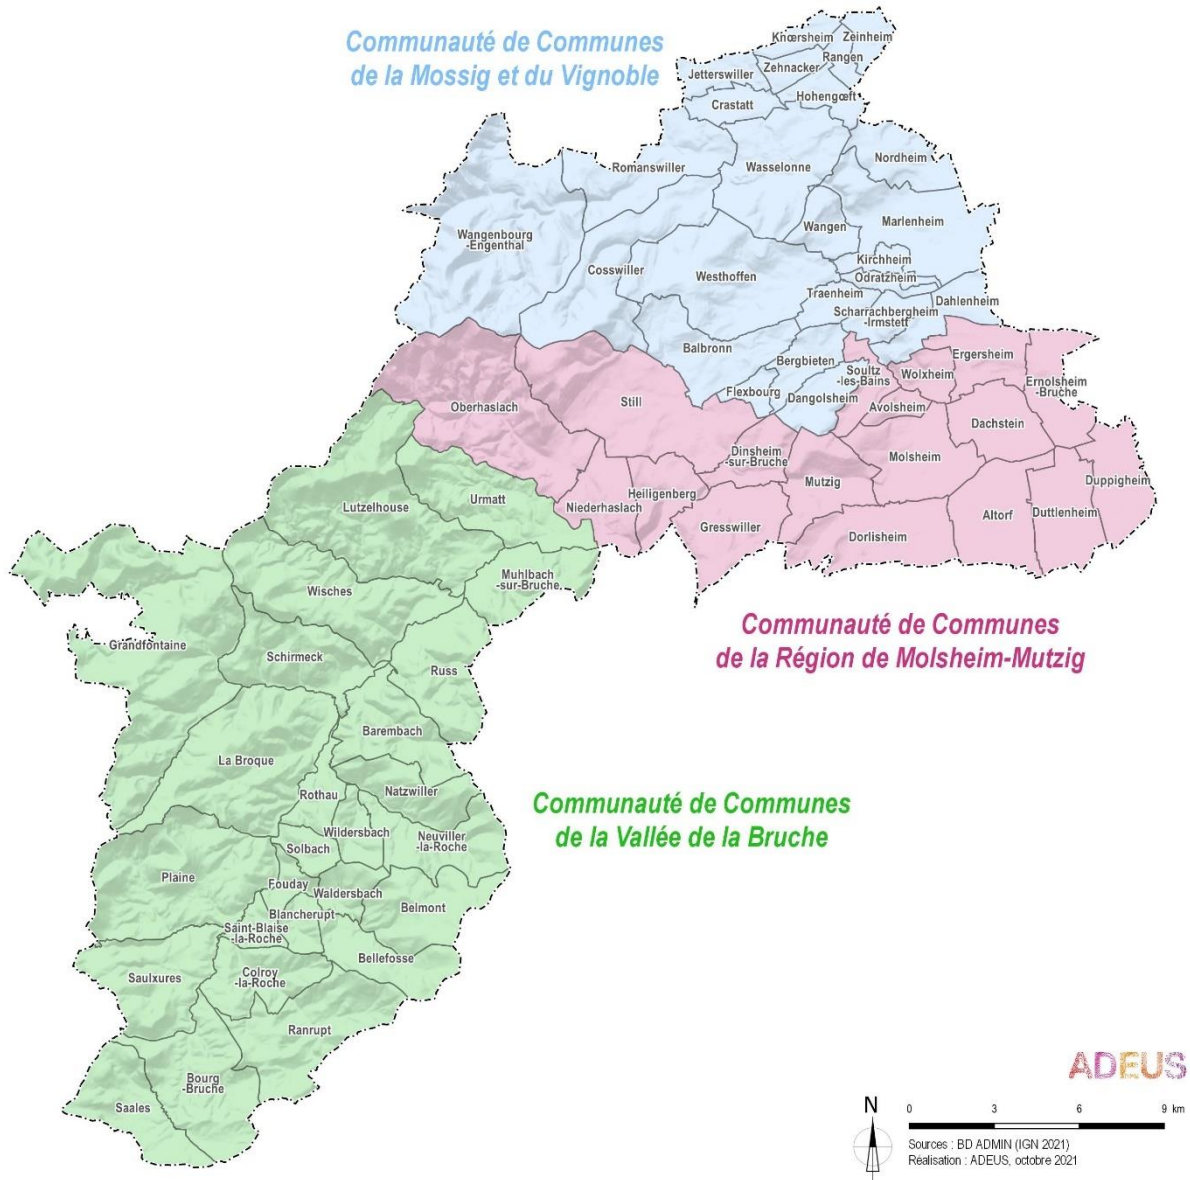 Communauté de Communes
de la Mossig et du Vignoble
Knœrsheim
Zeinheim
Rangen
Zehnacker
Jetterswiller
Hohengœft
Crastatt
Nordheim
Romanswiller
Wasselonne
Marlenheim
Wangen
Wangenbourg
-Engenthal
Kirchheim
Cosswiller
Westhoffen
Odratzheim
Traenheim
Dahlenheim
Scharrachbergheim
-Irmstett
Balbronn
Bergbieten
Flexbourg
Dangolsheim
Ergersheim
Soultz
-les-Bains
Wolxheim
Ernolsheim
-Bruche
Oberhaslach
Still
Avolsheim
Dachstein
Dinsheim
-sur-Bruche
Molsheim
Mutzig
Duppigheim
Heiligenberg
Niederhaslach
Gresswiller
Altorf
Duttlenheim
Dorlisheim
Communauté de Communes
de la Région de Molsheim-Mutzig
Urmatt
Lutzelhouse
Muhlbach
-sur-Bruche
Wisches
Grandfontaine
Schirmeck
Russ
Barembach
La Broque
Natzwiller
Rothau
Wildersbach
Neuviller
-la-Roche
Solbach
Plaine
Fouday
Waldersbach
Belmont
Blancherupt
Saint-Blaise
-la-Roche
Bellefosse
Saulxures
Colroy
-la-Roche
Ranrupt
Bourg
-Bruche
Saales
Communauté de Communes
de la Vallée de la Bruche
ADEUS
N
0 3 6 9 km
Sources : BD ADMIN (IGN 2021)
Réalisation : ADEUS, octobre 2021